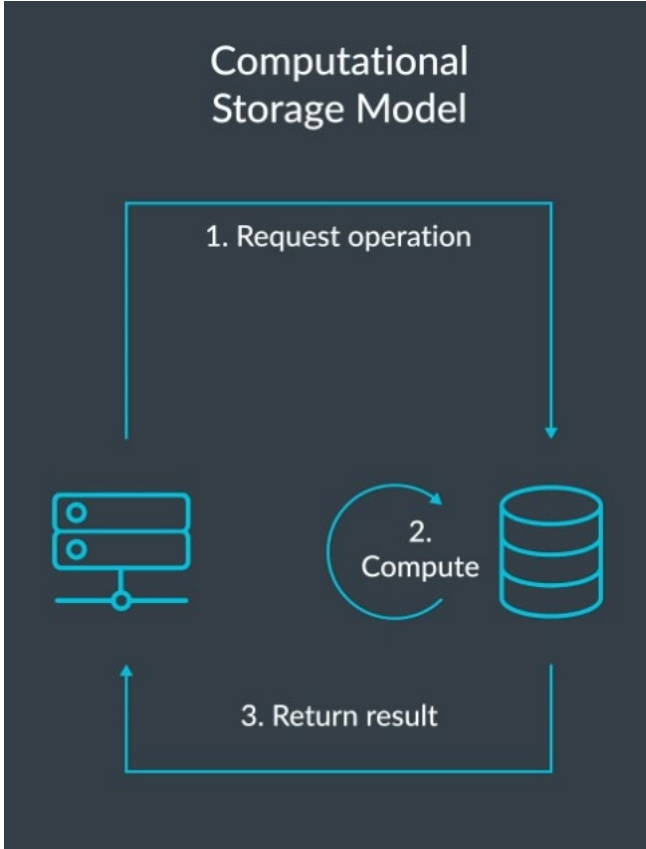 Computational
Storage Model
1. Request operation
2.
Compute
3. Return result